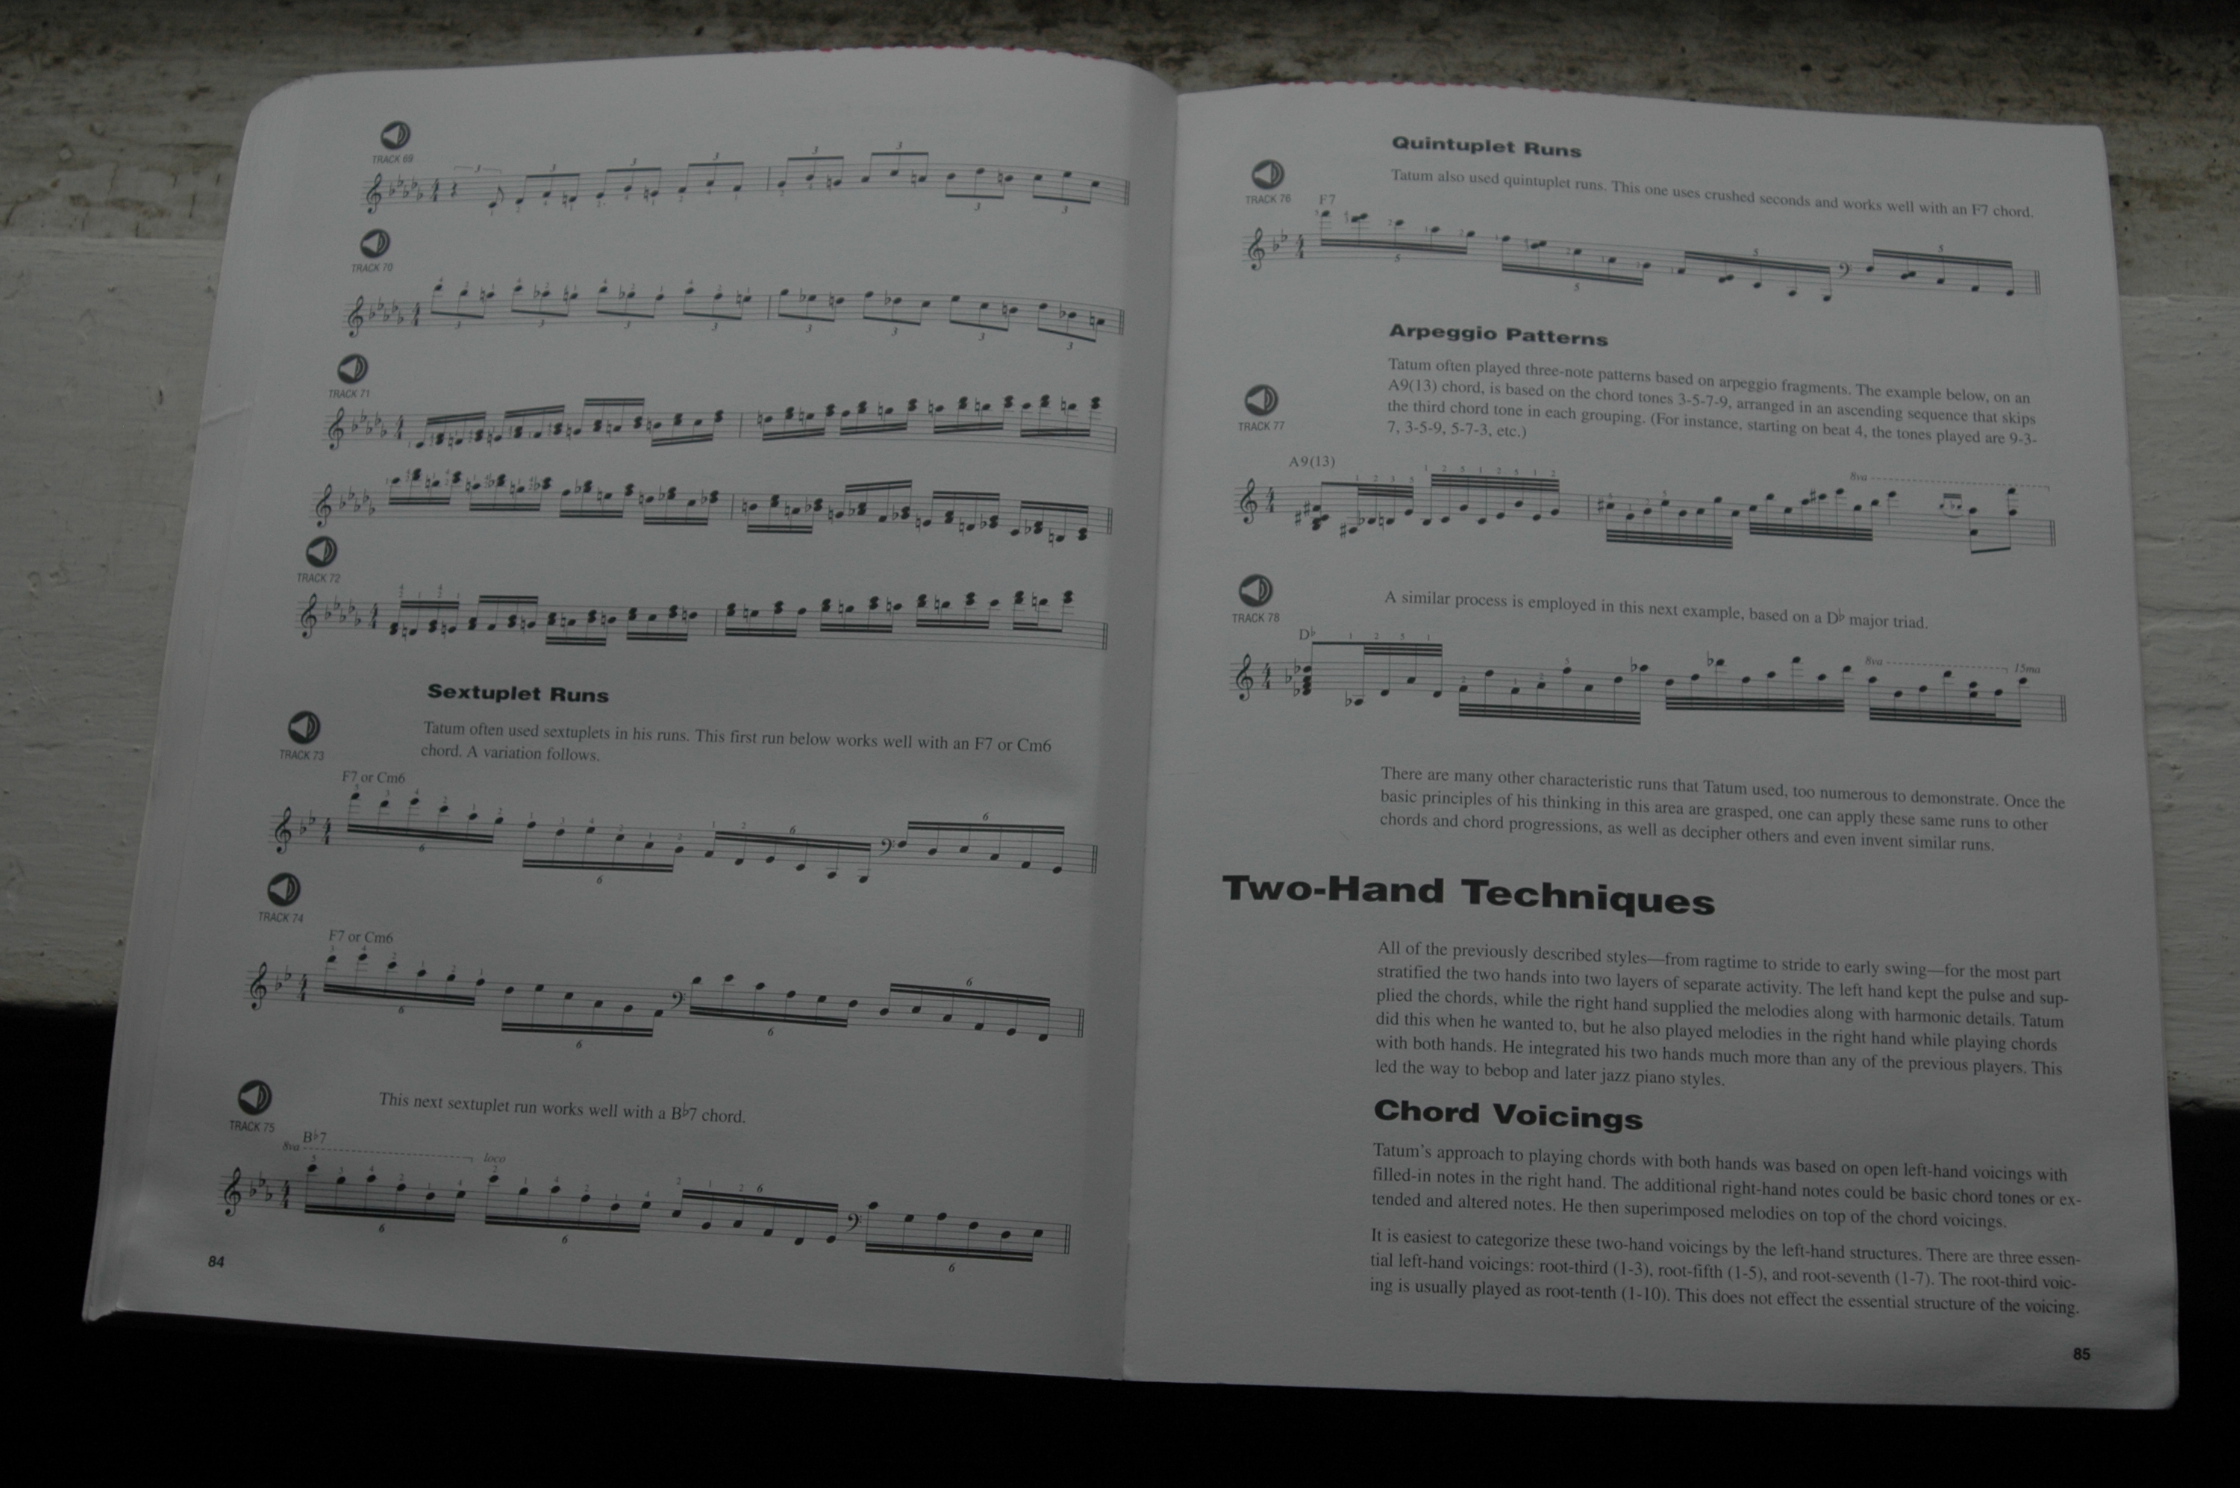 TRACK 69
TRACK 70
TRACK 71
TRACK 72
Sextuplet Runs
TRACK 73
Tatum often used sextuplets in his runs. This first run below works well with an F7 or Cm6
chord. A variation follows.
F7 or Cm6
TRACK 74
F7 or Cm6
This next sextuplet run works well with a B♭7 chord.
TRACK 75
B♭7
8va
loco
84
Quintuplet Runs
Tatum also used quintuplet runs. This one uses crushed seconds and works well with an F7 chord.
TRACK 76
F7
Arpeggio Patterns
Tatum often played three-note patterns based on arpeggio fragments. The example below, on an
A9(13) chord, is based on the chord tones 3-5-7-9, arranged in an ascending sequence that skips
the third chord tone in each grouping. (For instance, starting on beat 4, the tones played are 9-3-
7, 3-5-9, 5-7-3, etc.)
TRACK 77
A9(13)
8va
A similar process is employed in this next example, based on a D♭ major triad.
TRACK 78
D♭
8va
15ma
There are many other characteristic runs that Tatum used, too numerous to demonstrate. Once the
basic principles of his thinking in this area are grasped, one can apply these same runs to other
chords and chord progressions, as well as decipher others and even invent similar runs.
Two-Hand Techniques
All of the previously described styles—from ragtime to stride to early swing—for the most part
stratified the two hands into two layers of separate activity. The left hand kept the pulse and sup-
plied the chords, while the right hand supplied the melodies along with harmonic details. Tatum
did this when he wanted to, but he also played melodies in the right hand while playing chords
with both hands. He integrated his two hands much more than any of the previous players. This
led the way to bebop and later jazz piano styles.
Chord Voicings
Tatum's approach to playing chords with both hands was based on open left-hand voicings with
filled-in notes in the right hand. The additional right-hand notes could be basic chord tones or ex-
tended and altered notes. He then superimposed melodies on top of the chord voicings.
It is easiest to categorize these two-hand voicings by the left-hand structures. There are three essen-
tial left-hand voicings: root-third (1-3), root-fifth (1-5), and root-seventh (1-7). The root-third voic-
ing is usually played as root-tenth (1-10). This does not effect the essential structure of the voicing.
85